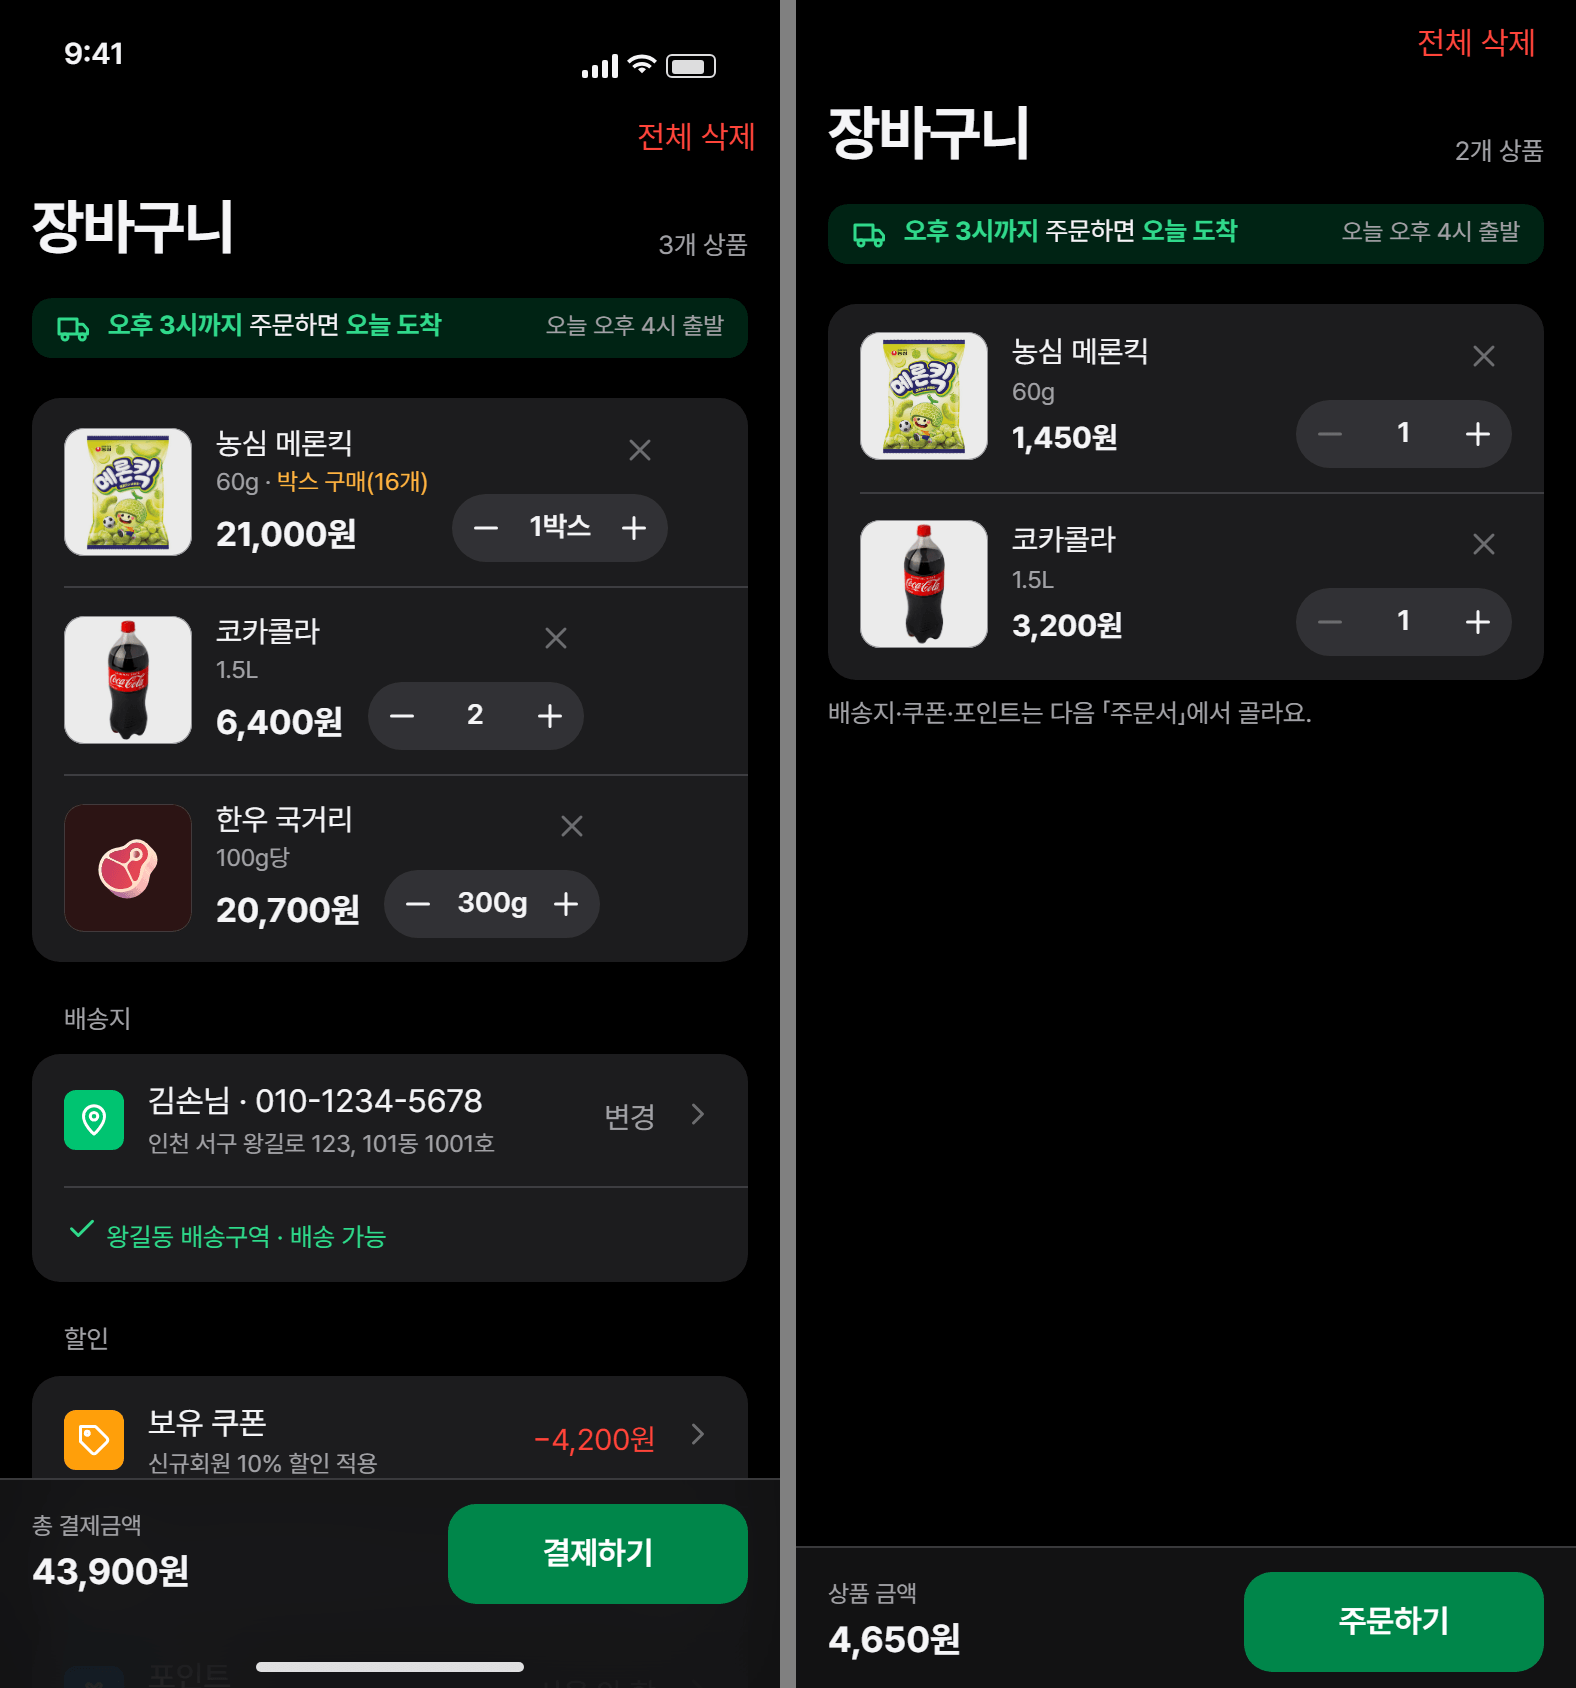 9:41
전체 삭제
장바구니
3개 상품
오후 3시까지 주문하면 오늘 도착
오늘 오후 4시 출발
메론킥
농심 메론킥
60g · 박스 구매(16개)
21,000원
1박스
Coca-Cola
코카콜라
1.5L
6,400원
2
한우 국거리
100g당
20,700원
300g
배송지
김손님 · 010-1234-5678
인천 서구 왕길로 123, 101동 1001호
변경
왕길동 배송구역 · 배송 가능
할인
보유 쿠폰
신규회원 10% 할인 적용
−4,200원
총 결제금액
43,900원
결제하기
포인트
전체 삭제
장바구니
2개 상품
오후 3시까지 주문하면 오늘 도착
오늘 오후 4시 출발
메론킥
농심 메론킥
60g
1,450원
1
Coca-Cola
코카콜라
1.5L
3,200원
1
배송지·쿠폰·포인트는 다음 「주문서」에서 골라요.
상품 금액
4,650원
주문하기